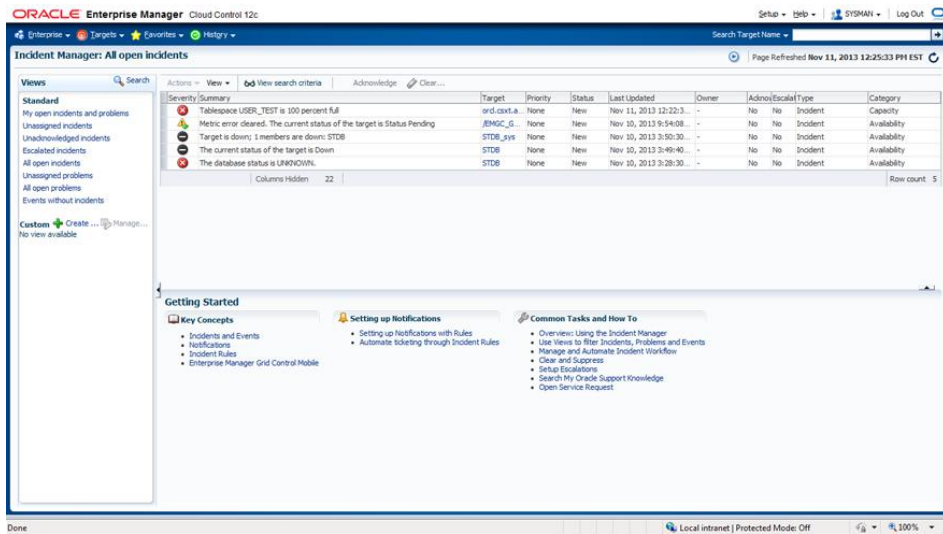 ORACLE Enterprise Manager Cloud Control 12c
Setup Help SYSMAN Log Out
Enterprise Targets Favorites History
Search Target Name
Incident Manager: All open incidents
Page Refreshed Nov 11, 2013 12:25:33 PM EST
Views
Search
Standard
My open incidents and problems
Unassigned incidents
Unacknowledged incidents
Escalated incidents
All open incidents
Unassigned problems
All open problems
Events without incidents
Custom Create ... Manage...
No view available
Actions View View search criteria Acknowledge Clear...
Severity Summary Target Priority Status Last Updated Owner Acknov Escalat Type Category
Tablespace USER_TEST is 100 percent full orcl.csxt.a None New Nov 11, 2013 12:22:3... - No No Incident Capacity
Metric error cleared. The current status of the target is Status Pending /EMGC_G... None New Nov 10, 2013 9:54:08... - No No Incident Availability
Target is down; 1 members are down: STDB STDB_sys None New Nov 10, 2013 3:50:30... - No No Incident Availability
The current status of the target is Down STDB None New Nov 10, 2013 3:49:40... - No No Incident Availability
The database status is UNKNOWN. STDB None New Nov 10, 2013 3:28:30... - No No Incident Availability
Columns Hidden 22
Row count 5
Getting Started
Key Concepts
Incidents and Events
Notifications
Incident Rules
Enterprise Manager Grid Control Mobile
Setting up Notifications
Setting up Notifications with Rules
Automate ticketing through Incident Rules
Common Tasks and How To
Overview: Using the Incident Manager
Use Views to filter Incidents, Problems and Events
Manage and Automate Incident Workflow
Clear and Suppress
Setup Escalations
Search My Oracle Support Knowledge
Open Service Request
Done
Local intranet | Protected Mode: Off
100%